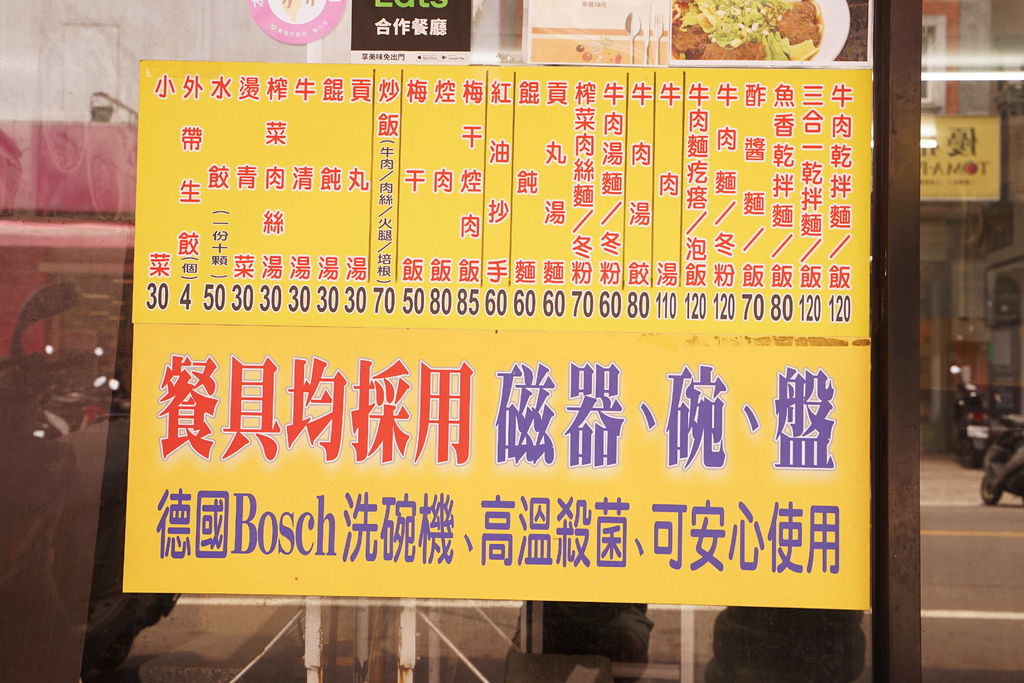 Eats
合作餐廳
享美味免出門
牛肉乾拌麵/飯 120
三合一乾拌麵/飯 120
魚香乾拌麵/飯 80
酢醬麵/飯 70
牛肉麵/冬粉 120
牛肉麵疙瘩/泡飯 120
牛肉湯 110
牛肉湯餃 80
牛肉湯麵/冬粉 60
榨菜肉絲麵/冬粉 70
貢丸湯麵 60
餛飩麵 60
紅油抄手 60
梅干焢肉飯 85
焢肉飯 80
梅干飯 50
炒飯(牛肉/肉絲/火腿/培根) 70
貢丸湯 30
餛飩湯 30
牛清湯 30
榨菜肉絲湯 30
燙青菜 30
水餃(一份十顆) 50
外帶生餃(個) 4
小菜 30
餐具均採用 磁器、碗、盤
德國Bosch洗碗機、高溫殺菌、可安心使用